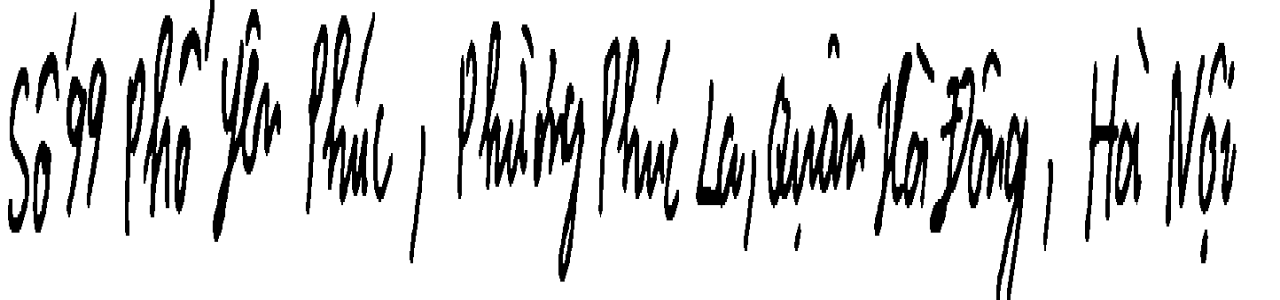 Số 99 Phố Yên Phúc, Phường Phúc La, Quận Hà Đông, Hà Nội